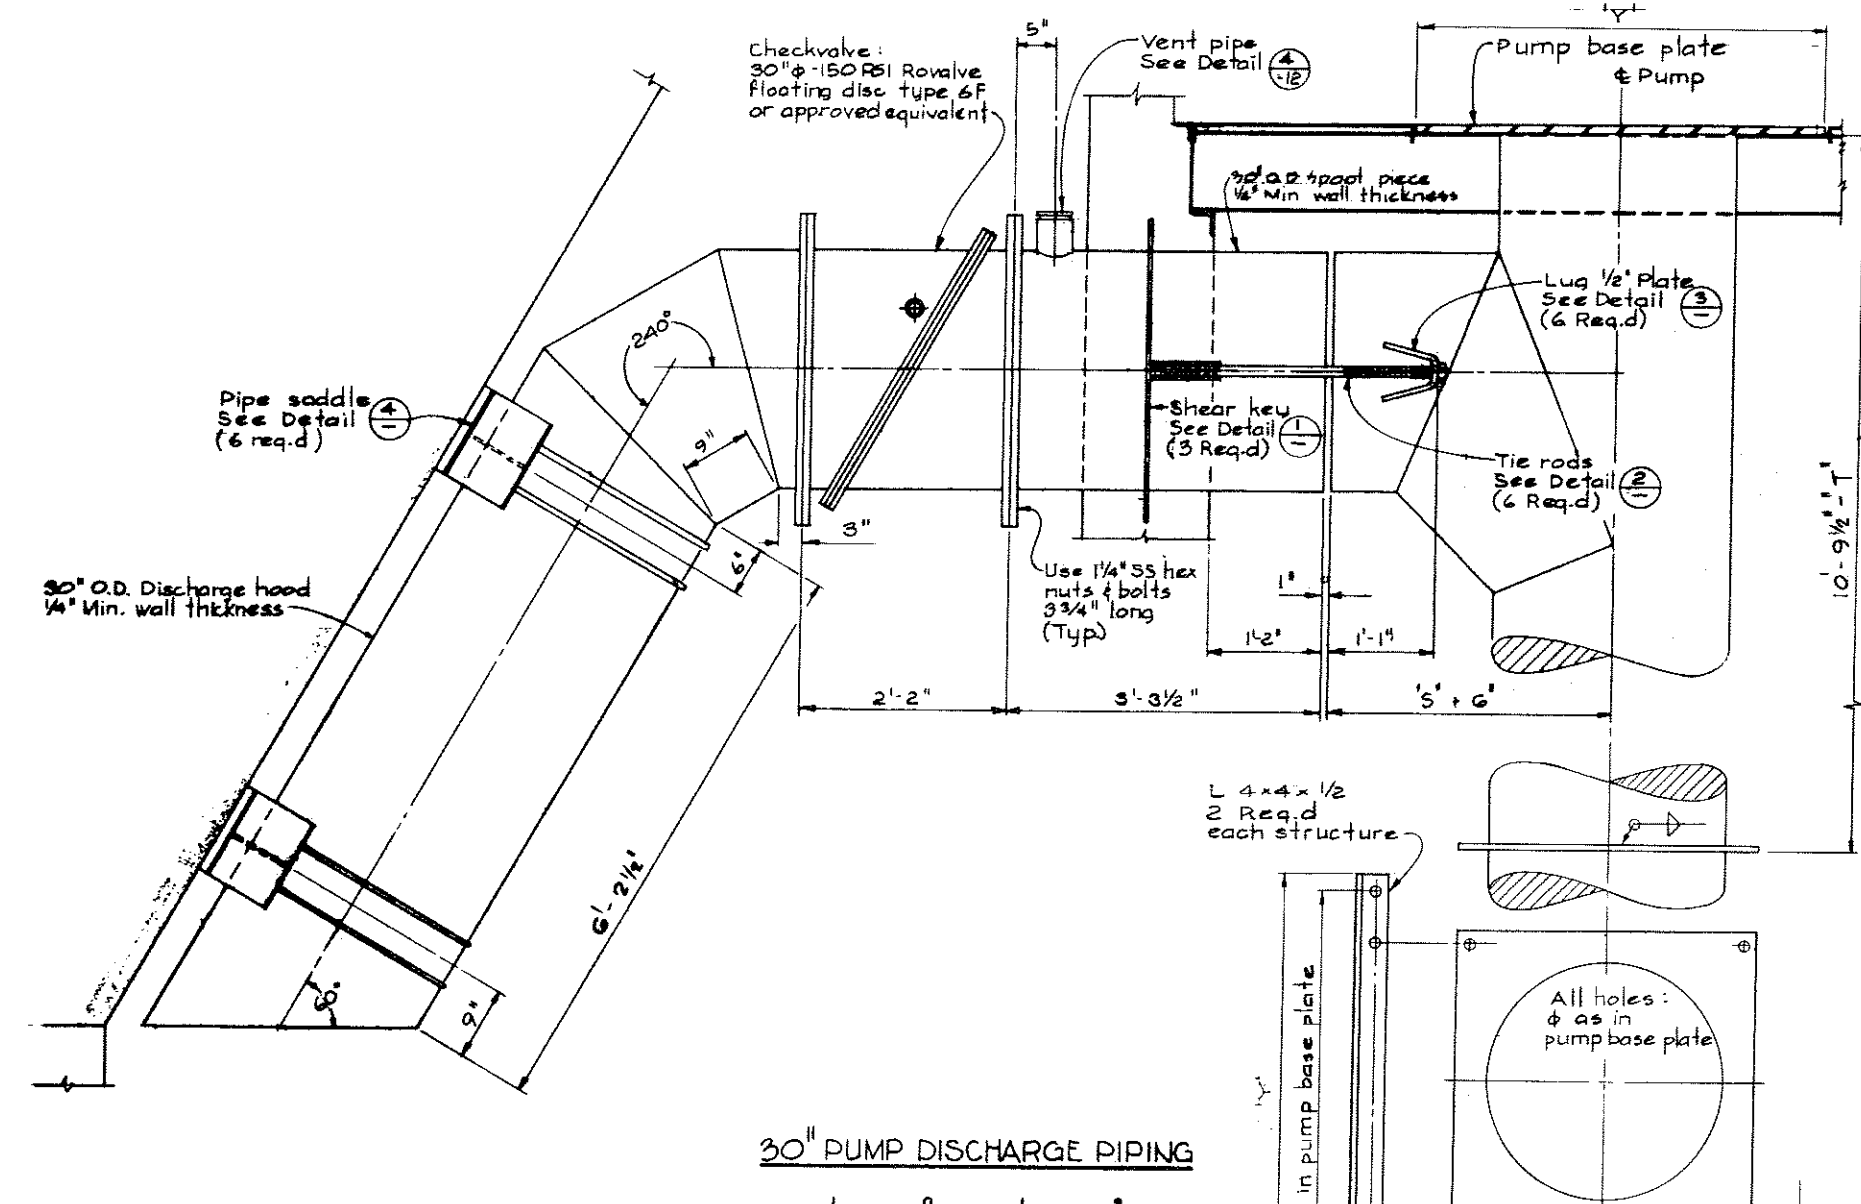 'Y'
5"
Checkvalve :
30"ϕ-150 PSI Rovalve
floating disc type 6F
or approved equivalent
Vent pipe
See Detail 4/-12
Pump base plate
℄ Pump
30" O.D. spool piece
1/4" Min wall thickness
Lug 1/2" Plate
See Detail 3/-
(6 Req.d)
240°
Pipe saddle
See Detail 4/-
(6 req.d)
9"
Shear key
See Detail 1/-
(3 Req.d)
Tie rods
See Detail 2/-
(6 Req.d)
10'-9 1/2"-"T"
3"
6"
30" O.D. Discharge hood
1/4" Min. wall thickness
Use 1 1/4" SS hex
nuts & bolts
3 3/4" long
(Typ)
1"
1'-2"
1'-1"
2'-2"
3'-3 1/2"
'S' + 6"
L 4×4× 1/2
2 Req.d
each structure
6'-2 1/2"
60°
9"
All holes :
ϕ as in
pump base plate
'Y'
in pump base plate
30" PUMP DISCHARGE PIPING